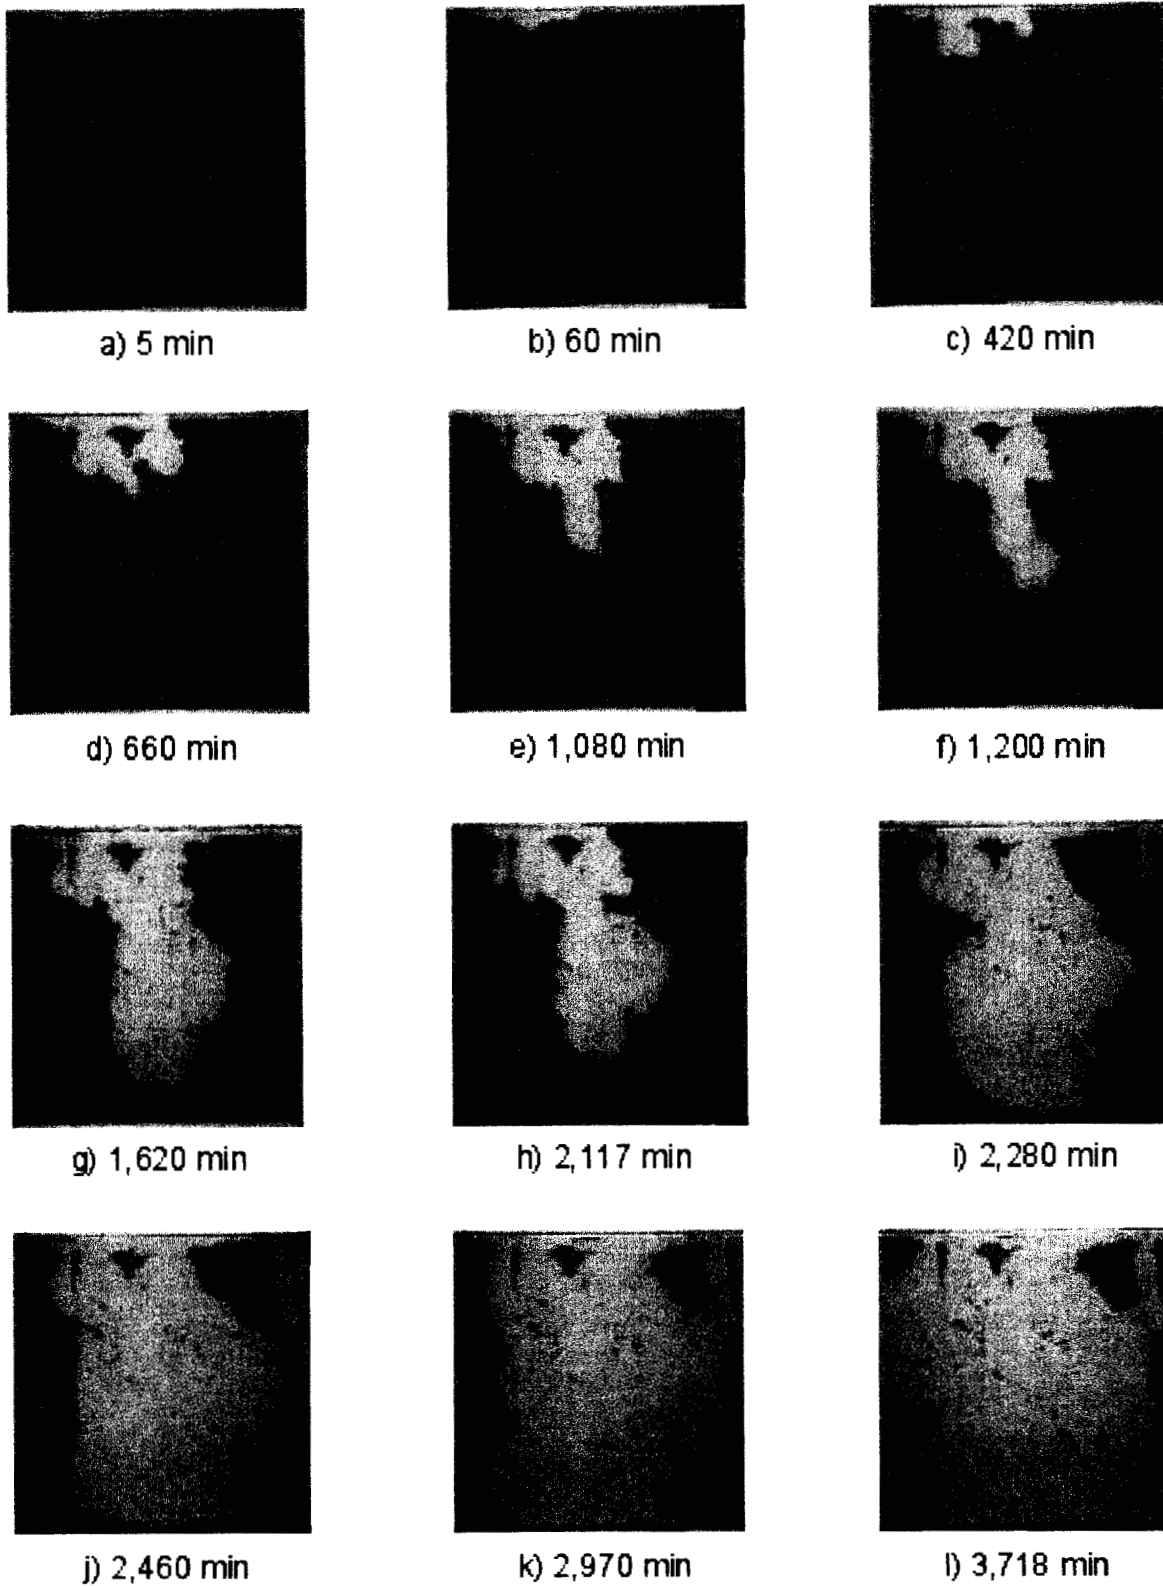 a) 5 min
b) 60 min
c) 420 min
d) 660 min
e) 1,080 min
f) 1,200 min
g) 1,620 min
h) 2,117 min
i) 2,280 min
j) 2,460 min
k) 2,970 min
l) 3,718 min